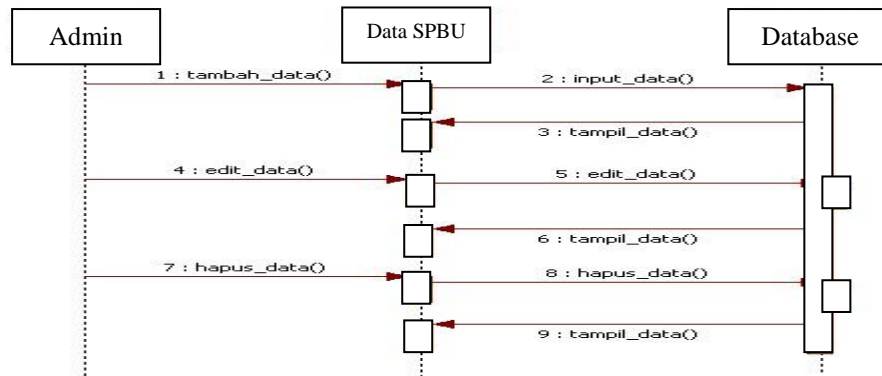 Admin
Data SPBU
Database
1 : tambah_data()
2 : input_data()
3 : tampil_data()
4 : edit_data()
5 : edit_data()
6 : tampil_data()
7 : hapus_data()
8 : hapus_data()
9 : tampil_data()